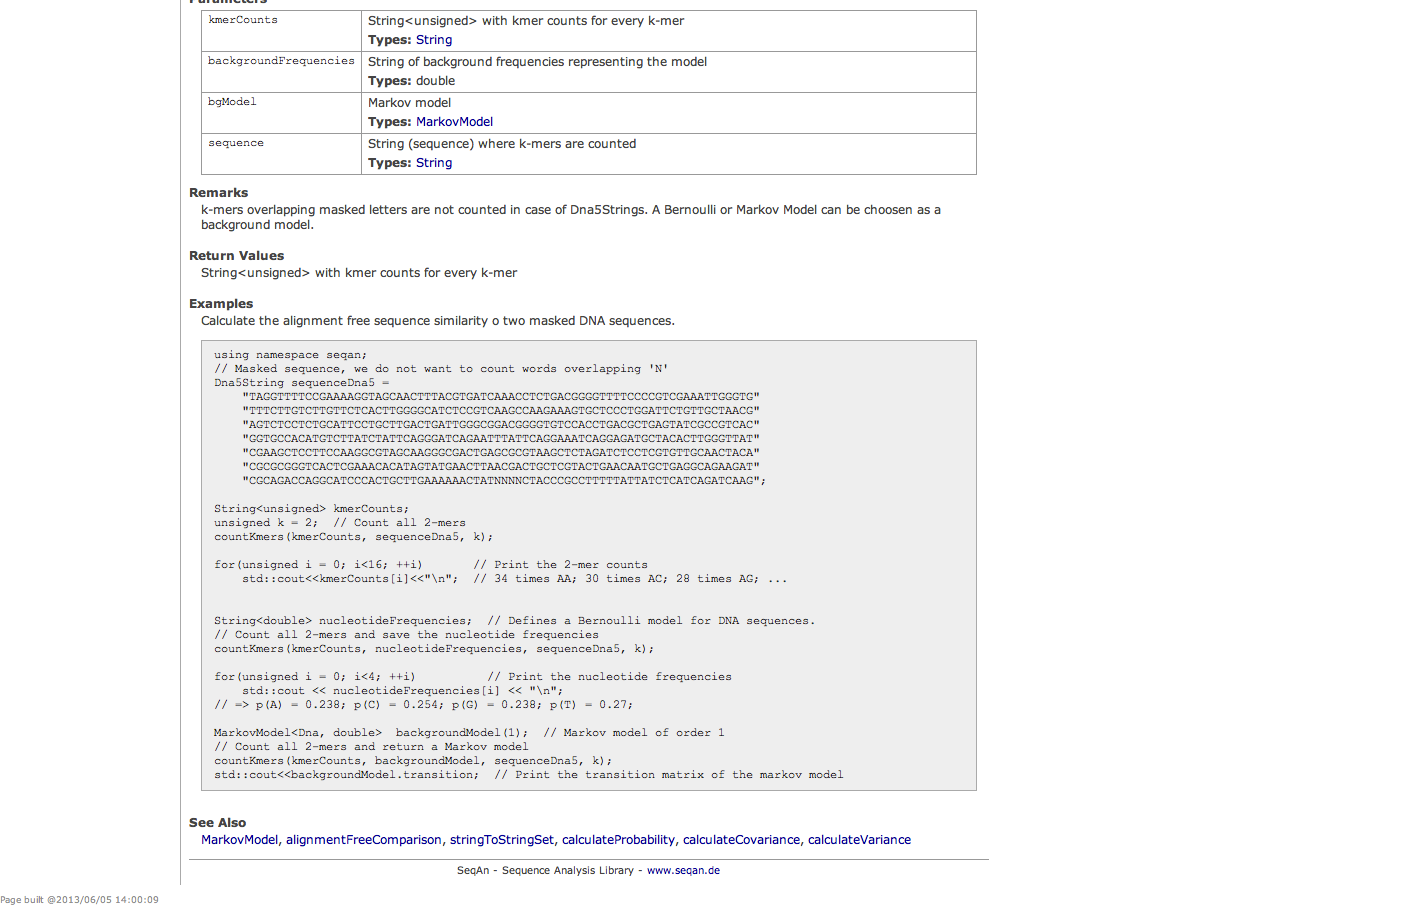 Parameters
kmerCounts
String<unsigned> with kmer counts for every k-mer
Types: String
backgroundFrequencies
String of background frequencies representing the model
Types: double
bgModel
Markov model
Types: MarkovModel
sequence
String (sequence) where k-mers are counted
Types: String
Remarks
k-mers overlapping masked letters are not counted in case of Dna5Strings. A Bernoulli or Markov Model can be choosen as a
background model.
Return Values
String<unsigned> with kmer counts for every k-mer
Examples
Calculate the alignment free sequence similarity o two masked DNA sequences.
using namespace seqan;
// Masked sequence, we do not want to count words overlapping 'N'
Dna5String sequenceDna5 =
"TAGGTTTTCCGAAAAGGTAGCAACTTTACGTGATCAAACCTCTGACGGGGTTTTCCCCGTCGAAATTGGGTG"
"TTTCTTGTCTTGTTCTCACTTGGGGCATCTCCGTCAAGCCAAGAAAGTGCTCCCTGGATTCTGTTGCTAACG"
"AGTCTCCTCTGCATTCCTGCTTGACTGATTGGGCGGACGGGGTGTCCACCTGACGCTGAGTATCGCCGTCAC"
"GGTGCCACATGTCTTATCTATTCAGGGATCAGAATTTATTCAGGAAATCAGGAGATGCTACACTTGGGTTAT"
"CGAAGCTCCTTCCAAGGCGTAGCAAGGGCGACTGAGCGCGTAAGCTCTAGATCTCCTCGTGTTGCAACTACA"
"CGCGCGGGTCACTCGAAACACATAGTATGAACTTAACGACTGCTCGTACTGAACAATGCTGAGGCAGAAGAT"
"CGCAGACCAGGCATCCCACTGCTTGAAAAAACTATNNNNCTACCCGCCTTTTTATTATCTCATCAGATCAAG";
String<unsigned> kmerCounts;
unsigned k = 2;  // Count all 2-mers
countKmers(kmerCounts, sequenceDna5, k);
for(unsigned i = 0; i<16; ++i)       // Print the 2-mer counts
std::cout<<kmerCounts[i]<<"\n";  // 34 times AA; 30 times AC; 28 times AG; ...
String<double> nucleotideFrequencies;  // Defines a Bernoulli model for DNA sequences.
// Count all 2-mers and save the nucleotide frequencies
countKmers(kmerCounts, nucleotideFrequencies, sequenceDna5, k);
for(unsigned i = 0; i<4; ++i)          // Print the nucleotide frequencies
std::cout << nucleotideFrequencies[i] << "\n";
// => p(A) = 0.238; p(C) = 0.254; p(G) = 0.238; p(T) = 0.27;
MarkovModel<Dna, double>  backgroundModel(1);  // Markov model of order 1
// Count all 2-mers and return a Markov model
countKmers(kmerCounts, backgroundModel, sequenceDna5, k);
std::cout<<backgroundModel.transition;  // Print the transition matrix of the markov model
See Also
MarkovModel, alignmentFreeComparison, stringToStringSet, calculateProbability, calculateCovariance, calculateVariance
SeqAn - Sequence Analysis Library - www.seqan.de
Page built @2013/06/05 14:00:09